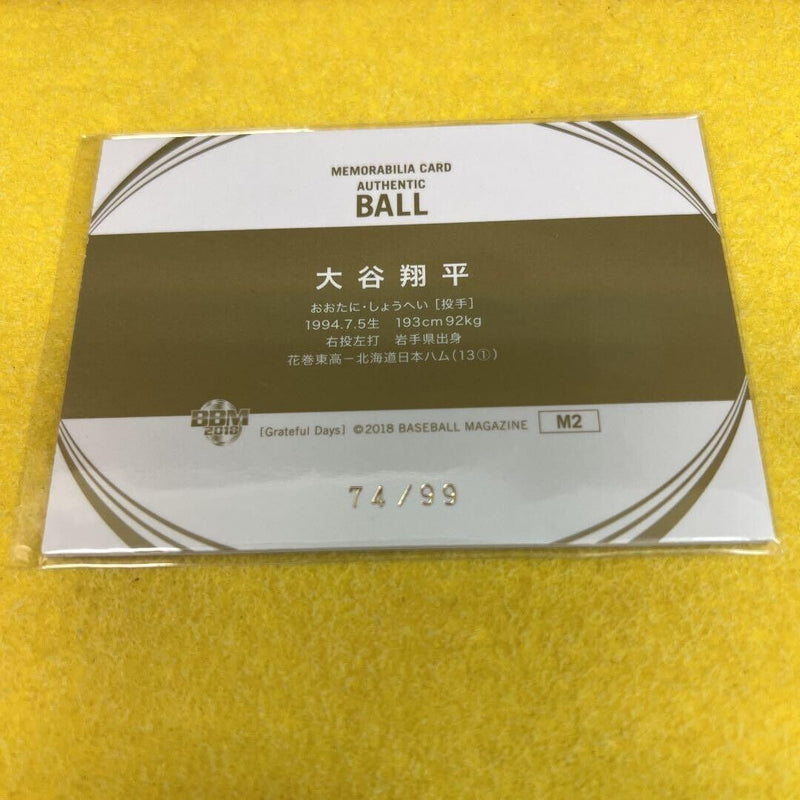 MEMORABILIA CARD
AUTHENTIC
BALL
大谷翔平
おおたに・しょうへい［投手］
1994.7.5生　193cm92kg
右投左打　岩手県出身
花巻東高－北海道日本ハム(13①)
BBM
2018
[Grateful Days] ©2018 BASEBALL MAGAZINE
M2
74/99